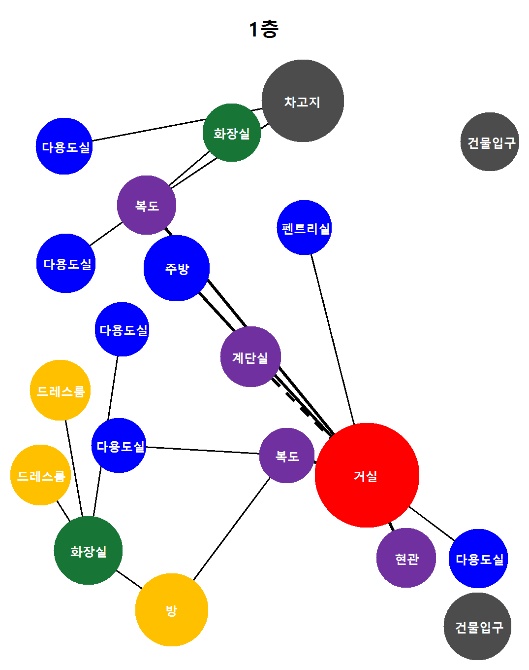 1층
차고지
화장실
건물입구
다용도실
복도
펜트리실
다용도실
주방
다용도실
계단실
드레스룸
다용도실
복도
드레스룸
거실
화장실
현관
다용도실
방
건물입구